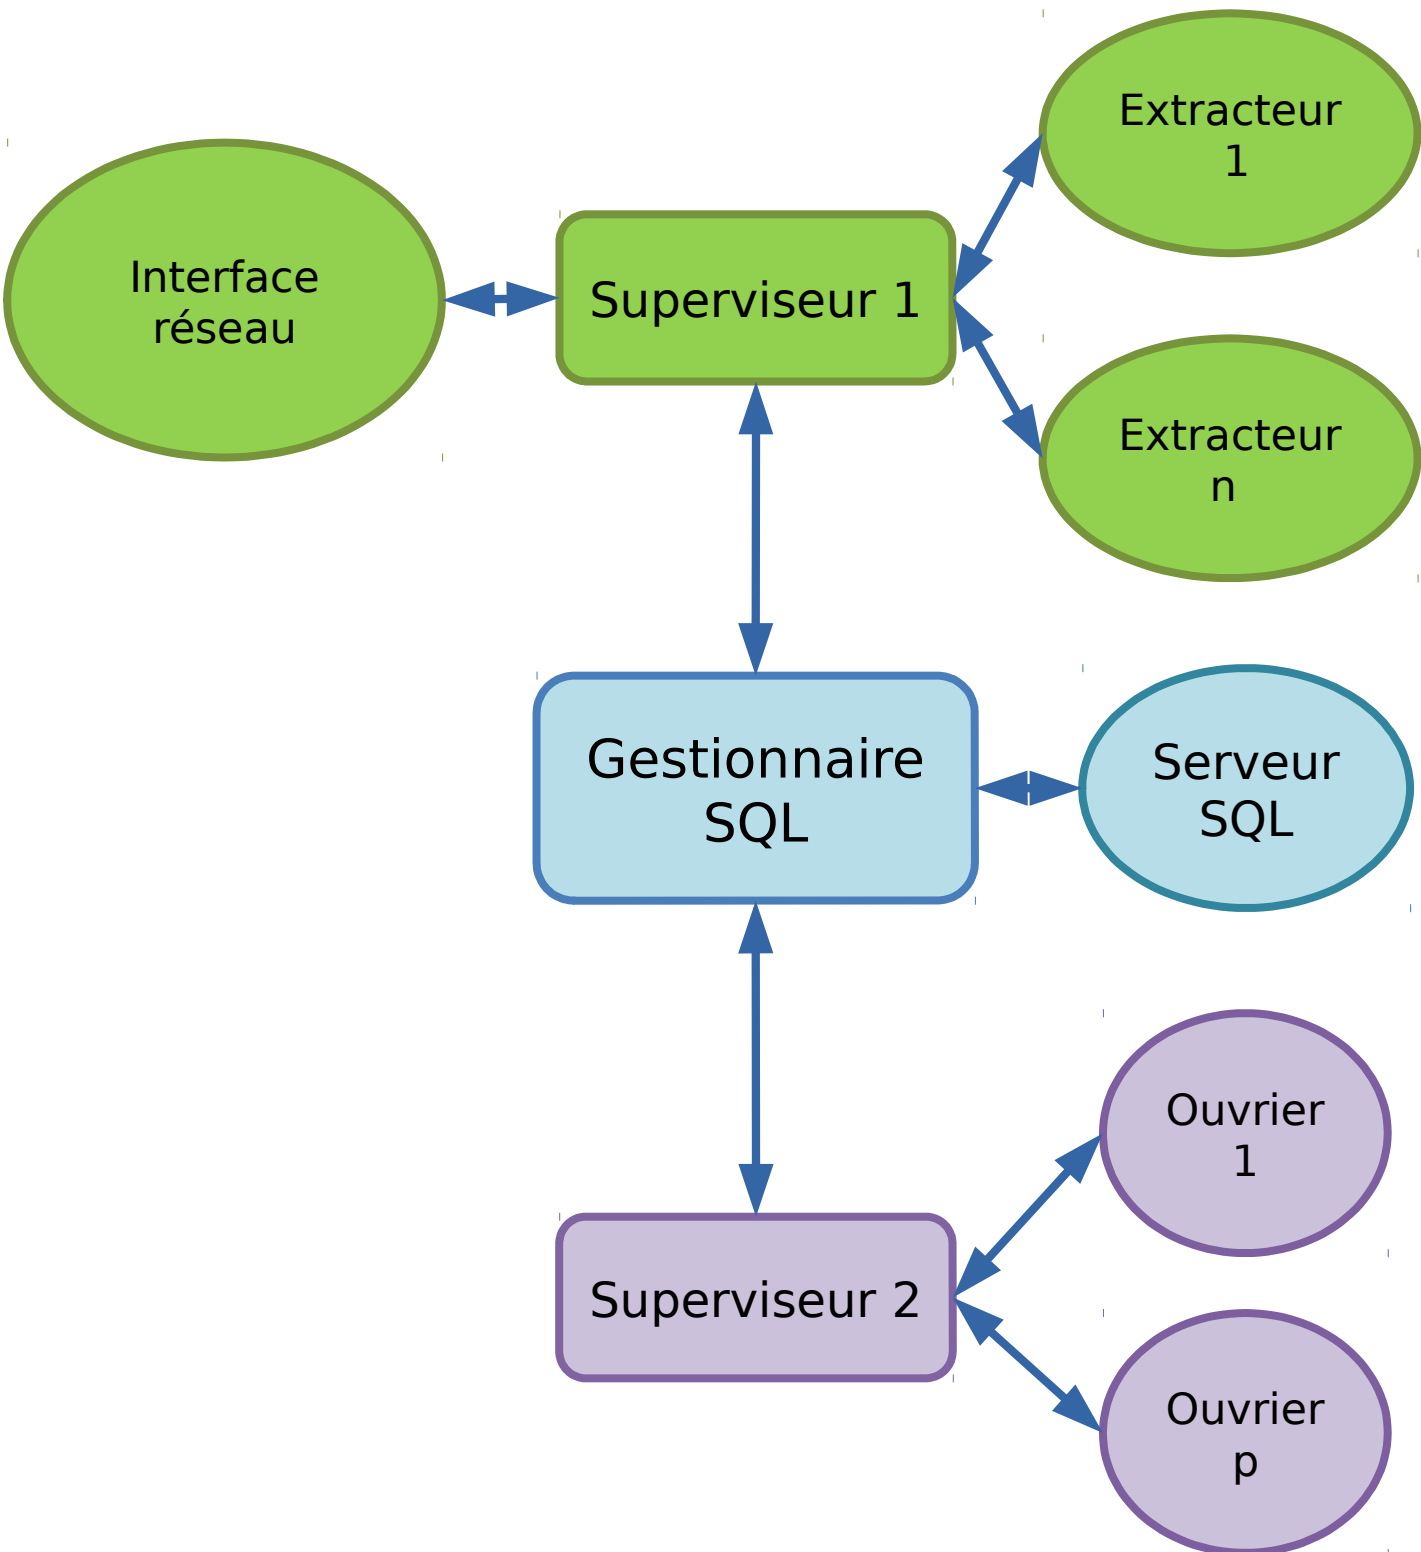 Extracteur
1
Interface
réseau
Superviseur 1
Extracteur
n
Gestionnaire
SQL
Serveur
SQL
Ouvrier
1
Superviseur 2
Ouvrier
p